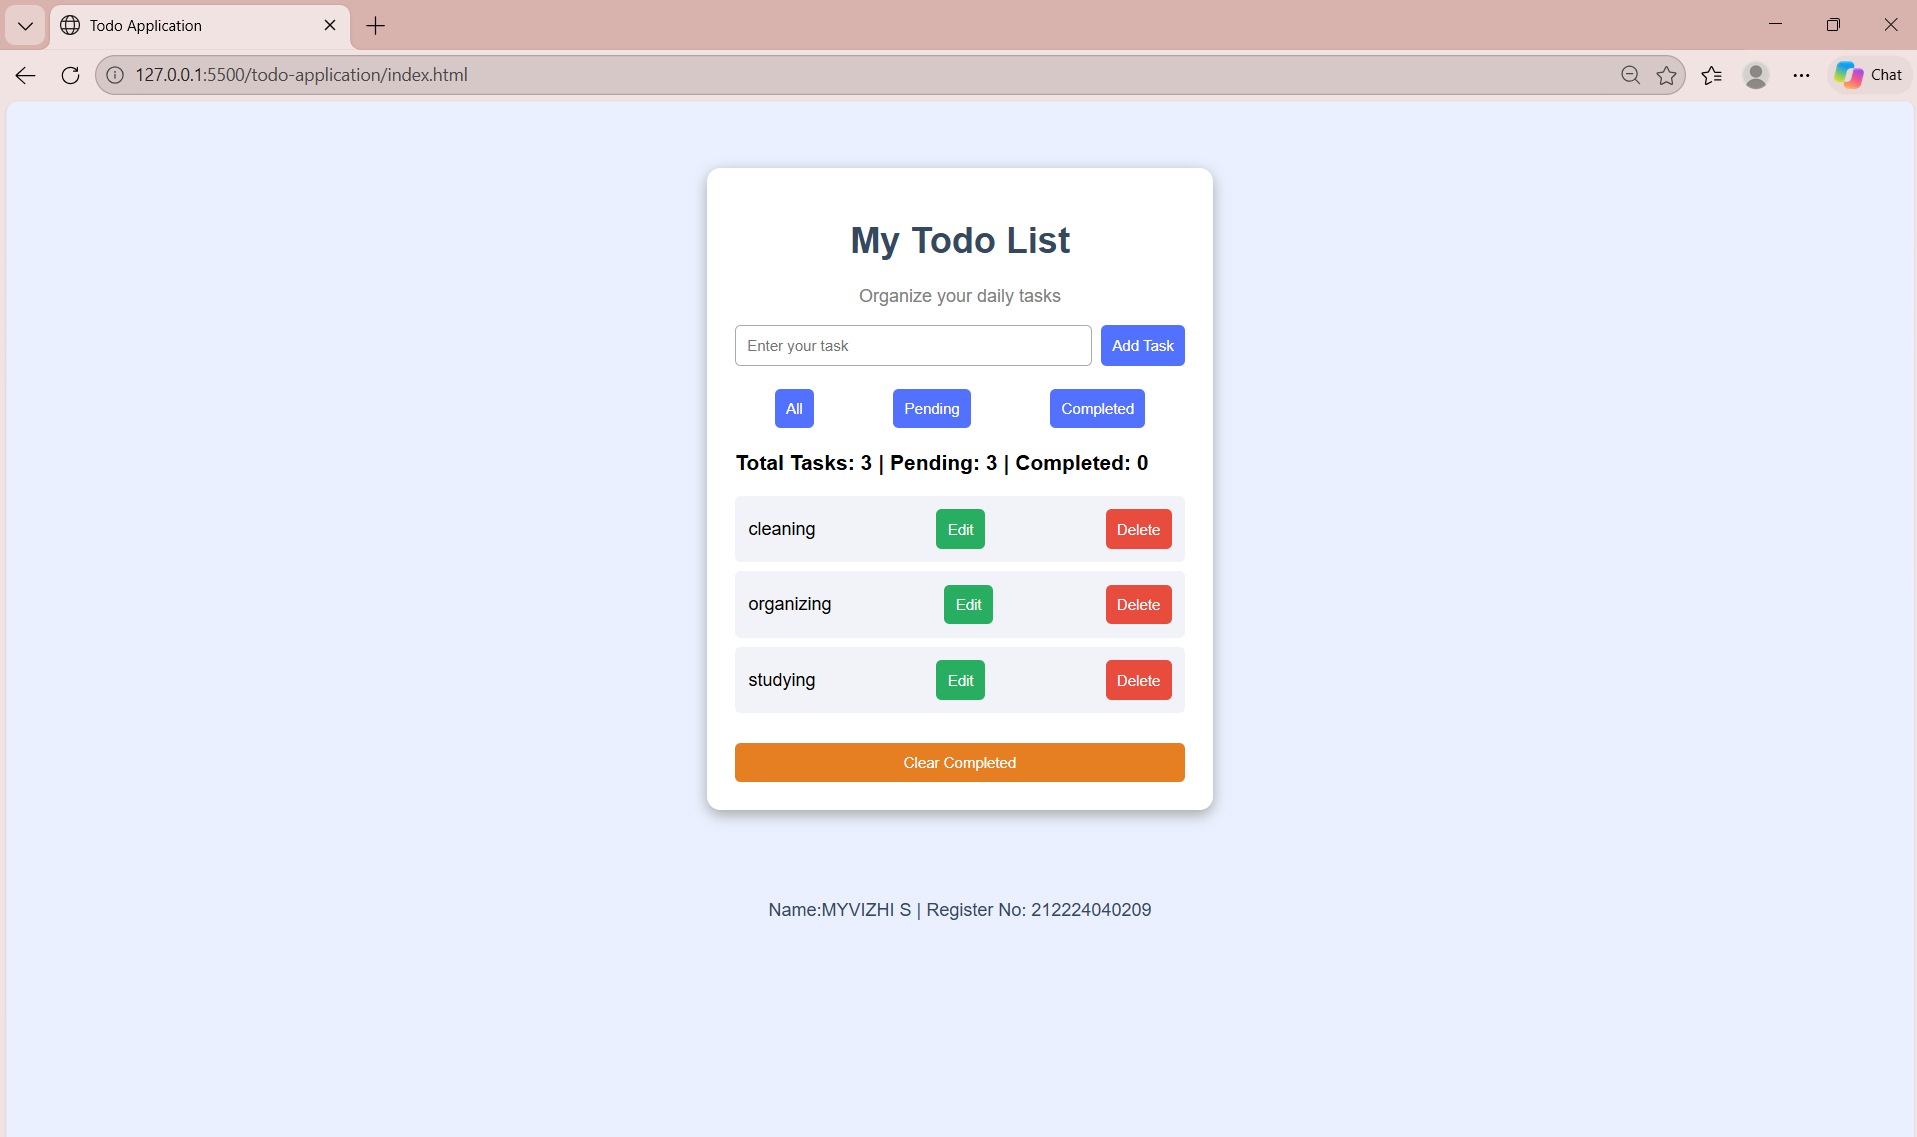 Todo Application
127.0.0.1:5500/todo-application/index.html
Chat
My Todo List
Organize your daily tasks
Enter your task Add Task
All Pending Completed
Total Tasks: 3 | Pending: 3 | Completed: 0
cleaning Edit Delete
organizing Edit Delete
studying Edit Delete
Clear Completed
Name:MYVIZHI S | Register No: 212224040209